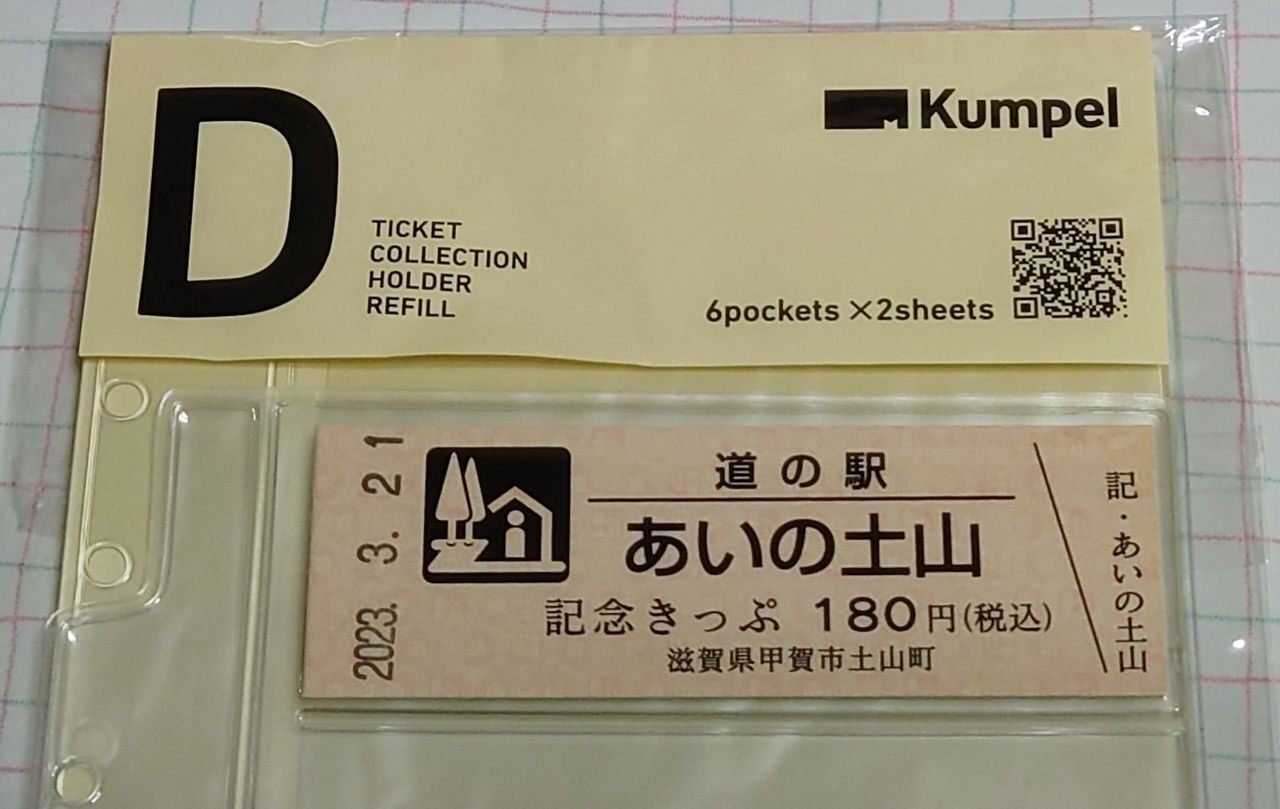 D
Kumpel
TICKET
COLLECTION
HOLDER
REFILL
6pockets ×2sheets
2023. 3. 21
道の駅
あいの土山
記念きっぷ 180円(税込)
滋賀県甲賀市土山町
記・あいの土山